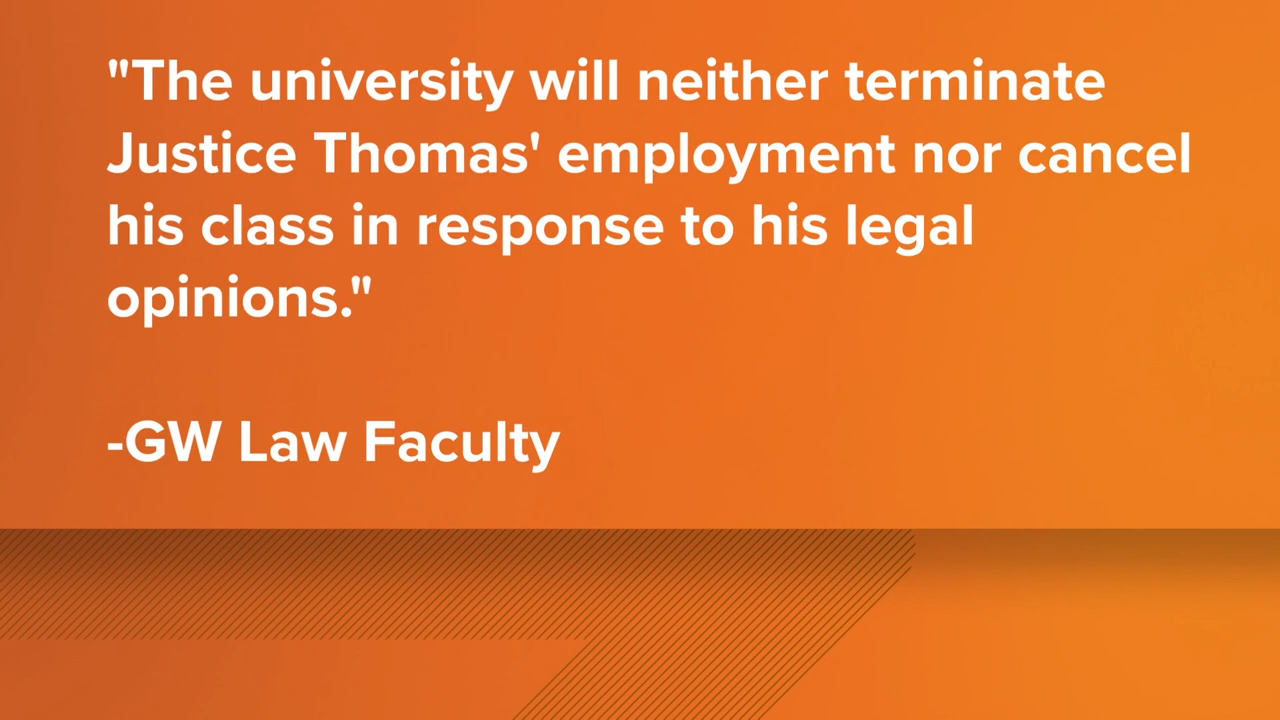 "The university will neither terminate
Justice Thomas' employment nor cancel
his class in response to his legal
opinions."
-GW Law Faculty